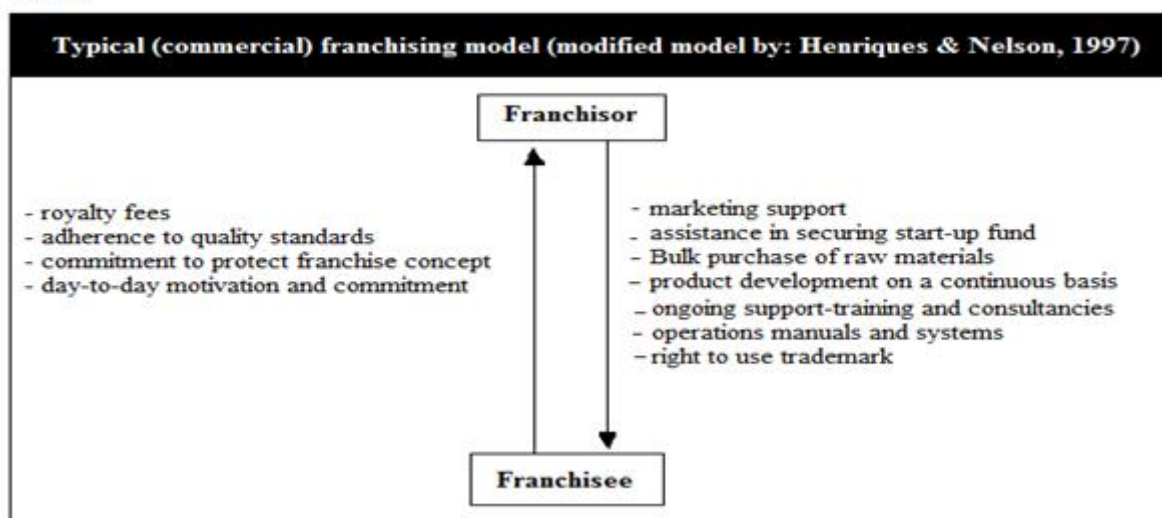 Typical (commercial) franchising model (modified model by: Henriques & Nelson, 1997)
Franchisor
- royalty fees
- adherence to quality standards
- commitment to protect franchise concept
- day-to-day motivation and commitment
- marketing support
- assistance in securing start-up fund
- Bulk purchase of raw materials
- product development on a continuous basis
- ongoing support-training and consultancies
- operations manuals and systems
- right to use trademark
Franchisee